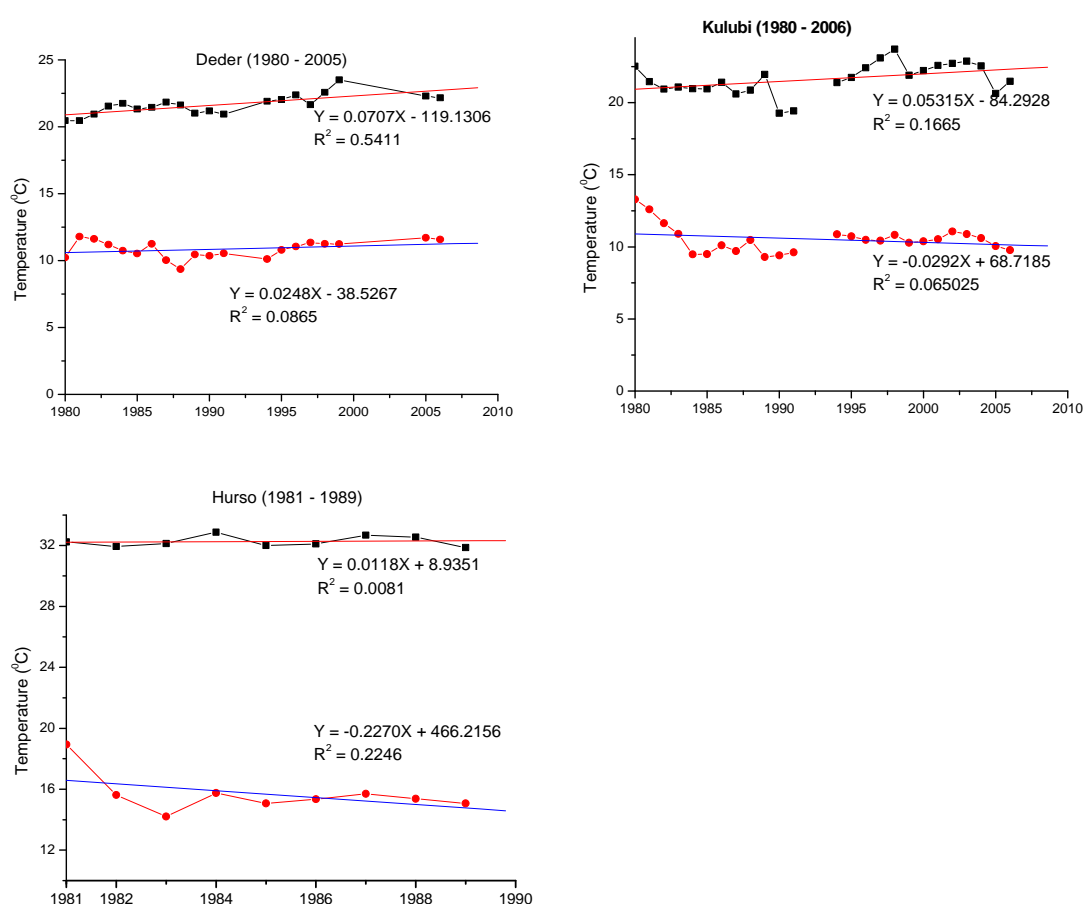 Deder (1980 - 2005)
25
20
15
10
5
0
Temperature (⁰C)
Y = 0.0707X - 119.1306
R² = 0.5411
Y = 0.0248X - 38.5267
R² = 0.0865
1980 1985 1990 1995 2000 2005 2010
Kulubi (1980 - 2006)
20
15
10
5
0
Temperature (⁰C)
Y = 0.05315X - 84.2928
R² = 0.1665
Y = -0.0292X + 68.7185
R² = 0.065025
1980 1985 1990 1995 2000 2005 2010
Hurso (1981 - 1989)
32
28
24
20
16
12
Temperature (⁰C)
Y = 0.0118X + 8.9351
R² = 0.0081
Y = -0.2270X + 466.2156
R² = 0.2246
1981 1982 1984 1986 1988 1990